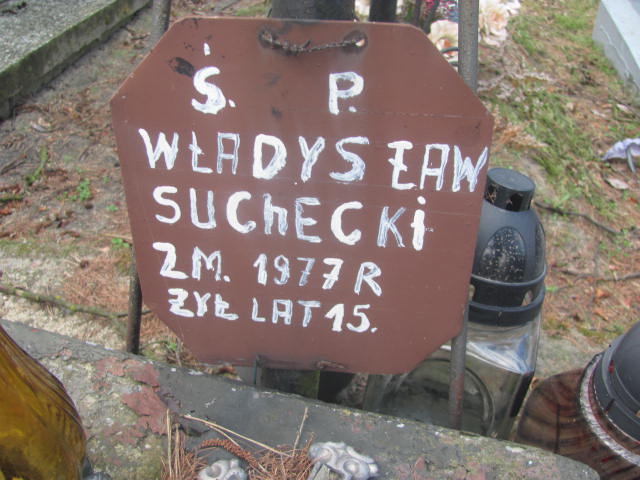 Ś. P.
WŁADYSŁAW
SUCHECKi
ZM. 1977 R
ŻYŁ LAT 15.